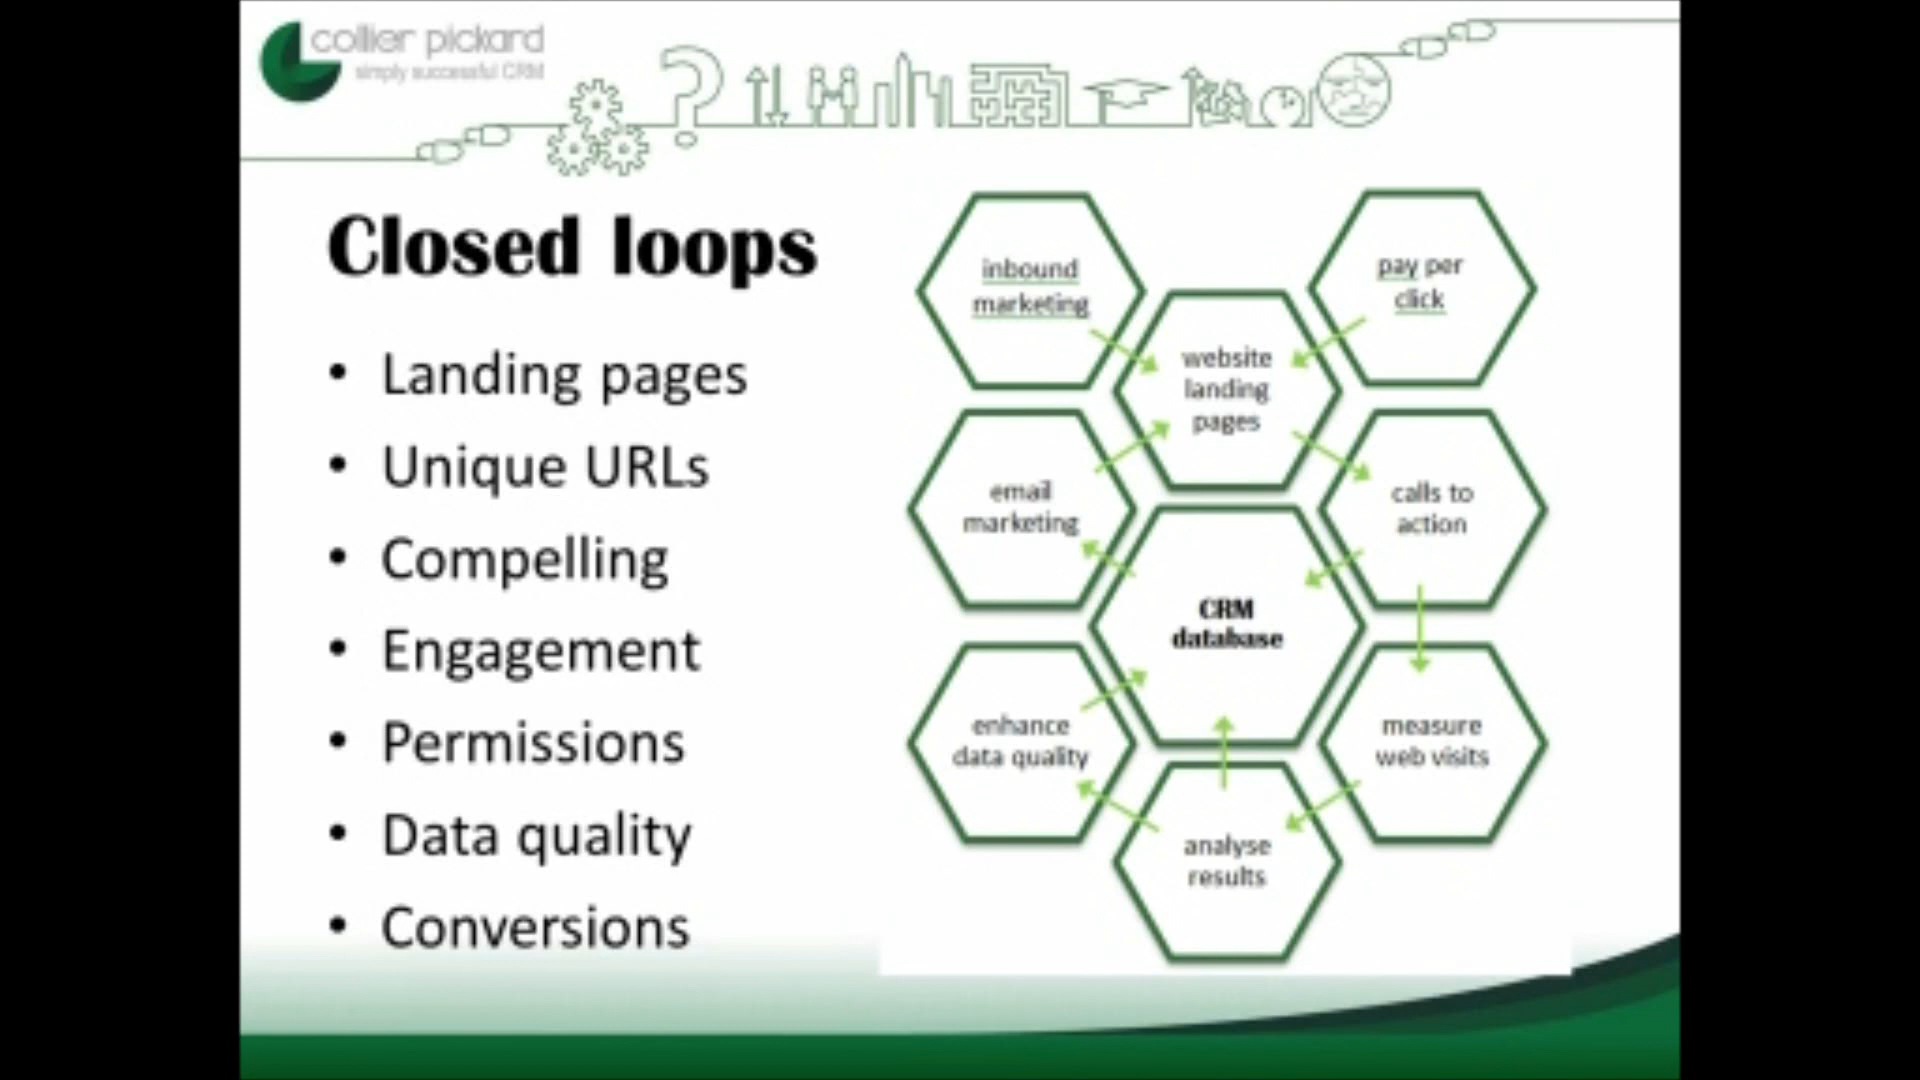 collier pickard
simply successful CRM
Closed loops
• Landing pages
• Unique URLs
• Compelling
• Engagement
• Permissions
• Data quality
• Conversions
inbound
marketing
pay per
click
website
landing
pages
email
marketing
calls to
action
CRM
database
enhance
data quality
measure
web visits
analyse
results